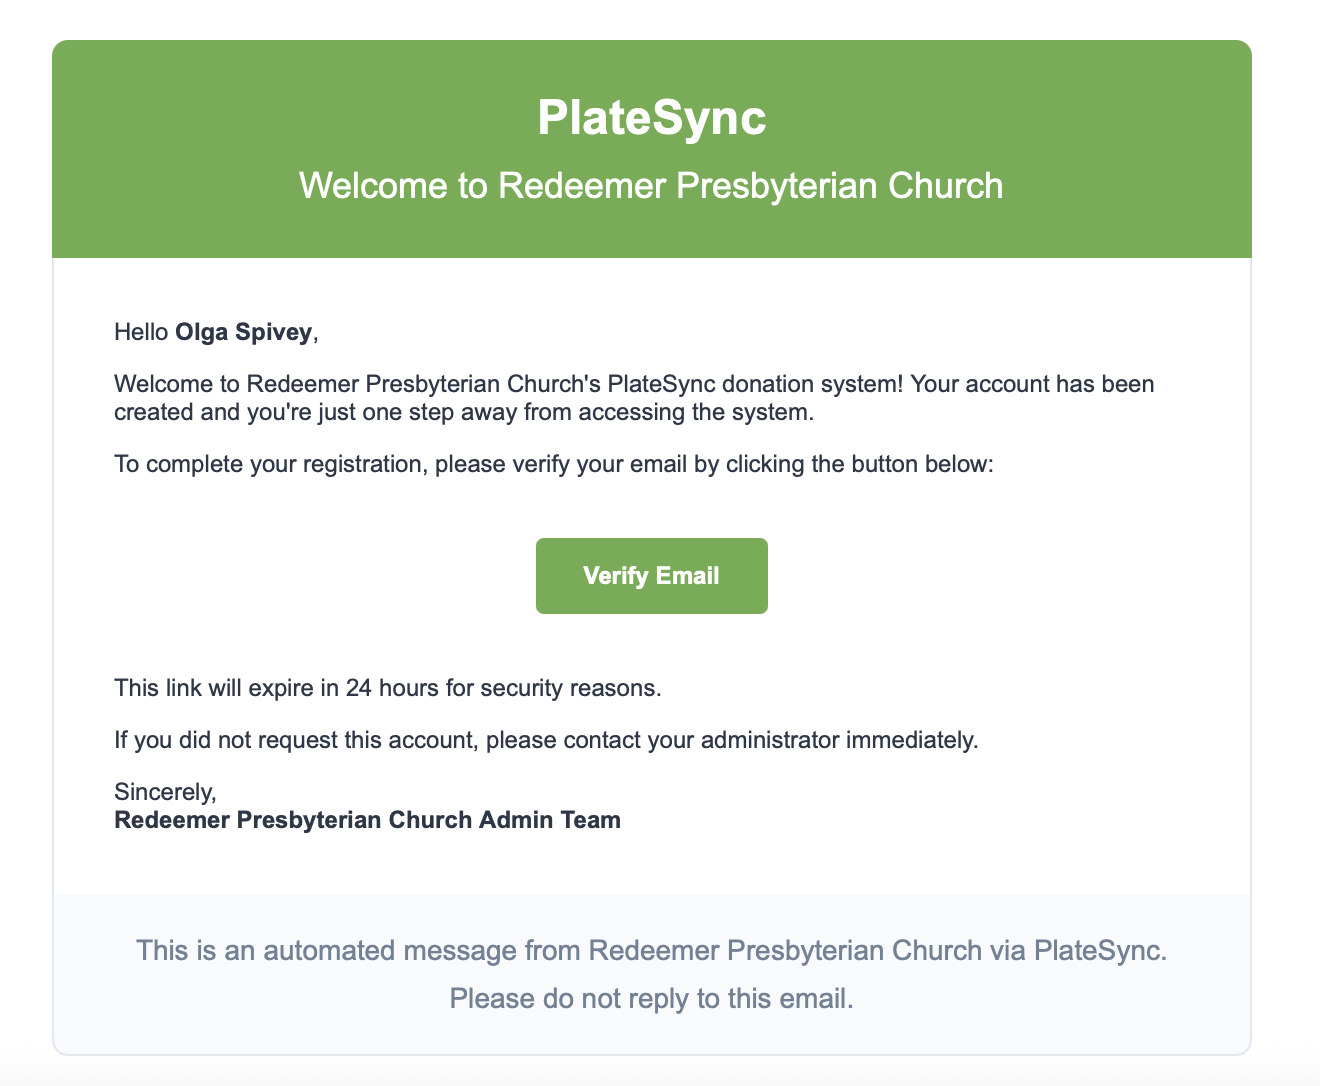 PlateSync
Welcome to Redeemer Presbyterian Church
Hello Olga Spivey,
Welcome to Redeemer Presbyterian Church's PlateSync donation system! Your account has been
created and you're just one step away from accessing the system.
To complete your registration, please verify your email by clicking the button below:
Verify Email
This link will expire in 24 hours for security reasons.
If you did not request this account, please contact your administrator immediately.
Sincerely,
Redeemer Presbyterian Church Admin Team
This is an automated message from Redeemer Presbyterian Church via PlateSync.
Please do not reply to this email.